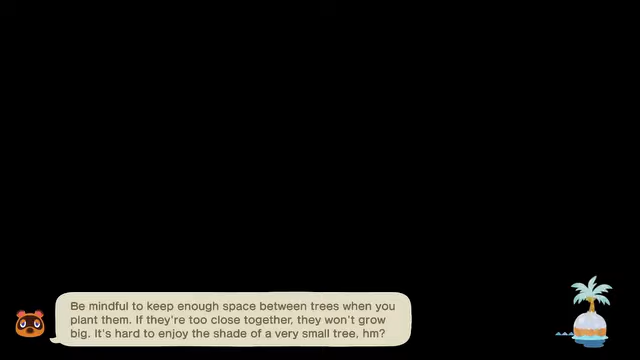 Be mindful to keep enough space between trees when you
plant them. If they're too close together, they won't grow
big. It's hard to enjoy the shade of a very small tree, hm?